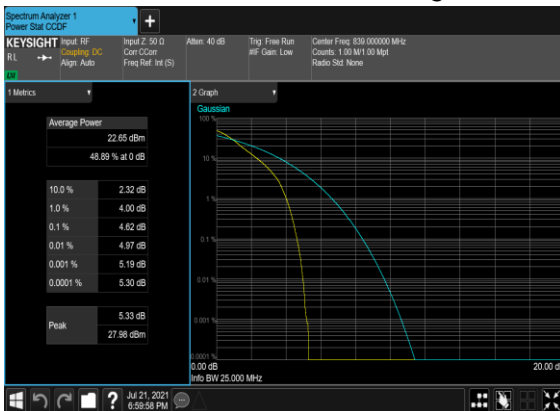 Spectrum Analyzer 1
Power Stat CCDF
KEYSIGHT
RL
LV
Input: RF
Coupling: DC
Align: Auto
Input Z: 50 Ω
Corr CCorr
Freq Ref: Int (S)
Atten: 40 dB
Trig: Free Run
#IF Gain: Low
Center Freq: 839.000000 MHz
Counts: 1.00 M/1.00 Mpt
Radio Std: None
1 Metrics
Average Power
22.65 dBm
48.89 % at 0 dB
10.0 % 2.32 dB
1.0 % 4.00 dB
0.1 % 4.62 dB
0.01 % 4.97 dB
0.001 % 5.19 dB
0.0001 % 5.30 dB
Peak 5.33 dB
27.98 dBm
2 Graph
Gaussian
100 %
10 %
1 %
0.1 %
0.01 %
0.001 %
0.0001 %
0.00 dB 20.00 d
Info BW 25.000 MHz
?
Jul 21, 2021
6:59:58 PM